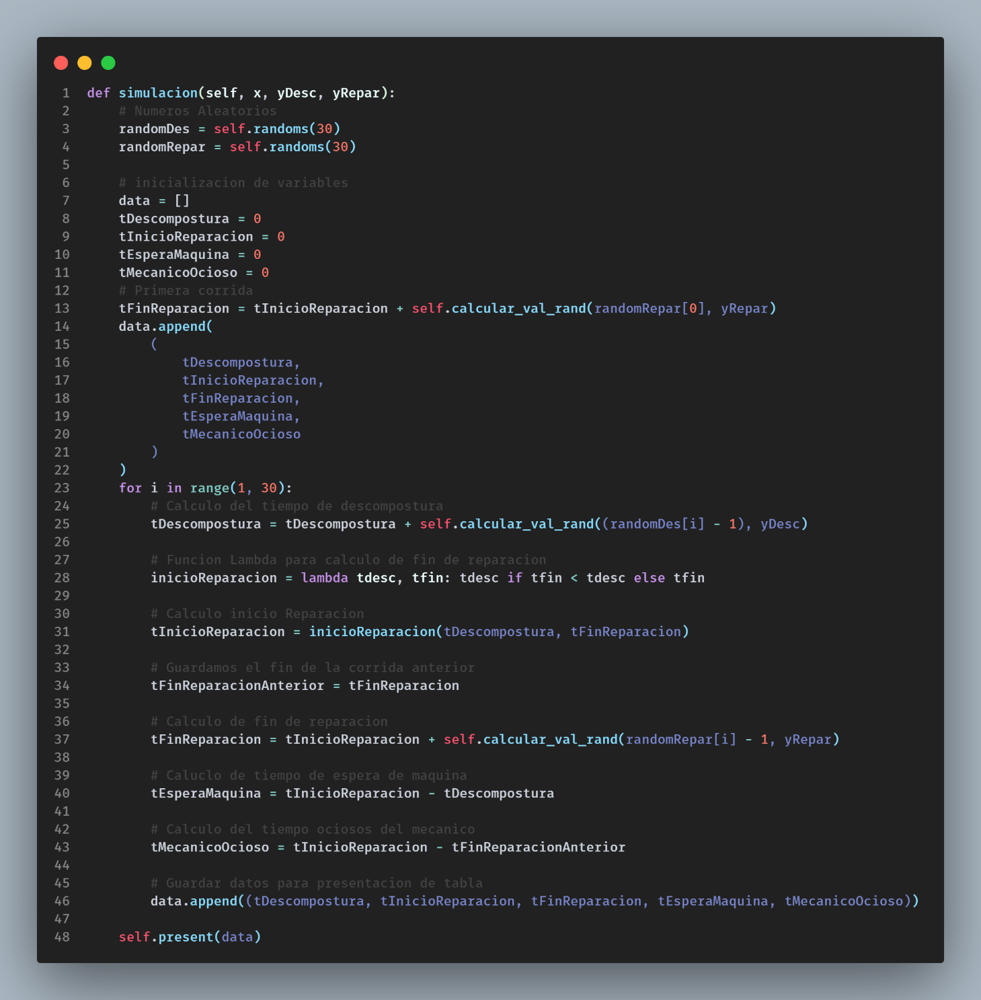 1 def simulacion(self, x, yDesc, yRepar):
2     # Numeros Aleatorios
3     randomDes = self.randoms(30)
4     randomRepar = self.randoms(30)
5
6     # inicializacion de variables
7     data = []
8     tDescompostura = 0
9     tInicioReparacion = 0
10     tEsperaMaquina = 0
11     tMecanicoOcioso = 0
12     # Primera corrida
13     tFinReparacion = tInicioReparacion + self.calcular_val_rand(randomRepar[0], yRepar)
14     data.append(
15         (
16             tDescompostura,
17             tInicioReparacion,
18             tFinReparacion,
19             tEsperaMaquina,
20             tMecanicoOcioso
21         )
22     )
23     for i in range(1, 30):
24         # Calculo del tiempo de descompostura
25         tDescompostura = tDescompostura + self.calcular_val_rand((randomDes[i] - 1), yDesc)
26
27         # Funcion Lambda para calculo de fin de reparacion
28         inicioReparacion = lambda tdesc, tfin: tdesc if tfin < tdesc else tfin
29
30         # Calculo inicio Reparacion
31         tInicioReparacion = inicioReparacion(tDescompostura, tFinReparacion)
32
33         # Guardamos el fin de la corrida anterior
34         tFinReparacionAnterior = tFinReparacion
35
36         # Calculo de fin de reparacion
37         tFinReparacion = tInicioReparacion + self.calcular_val_rand(randomRepar[i] - 1, yRepar)
38
39         # Caluclo de tiempo de espera de maquina
40         tEsperaMaquina = tInicioReparacion - tDescompostura
41
42         # Calculo del tiempo ociosos del mecanico
43         tMecanicoOcioso = tInicioReparacion - tFinReparacionAnterior
44
45         # Guardar datos para presentacion de tabla
46         data.append((tDescompostura, tInicioReparacion, tFinReparacion, tEsperaMaquina, tMecanicoOcioso))
47
48     self.present(data)